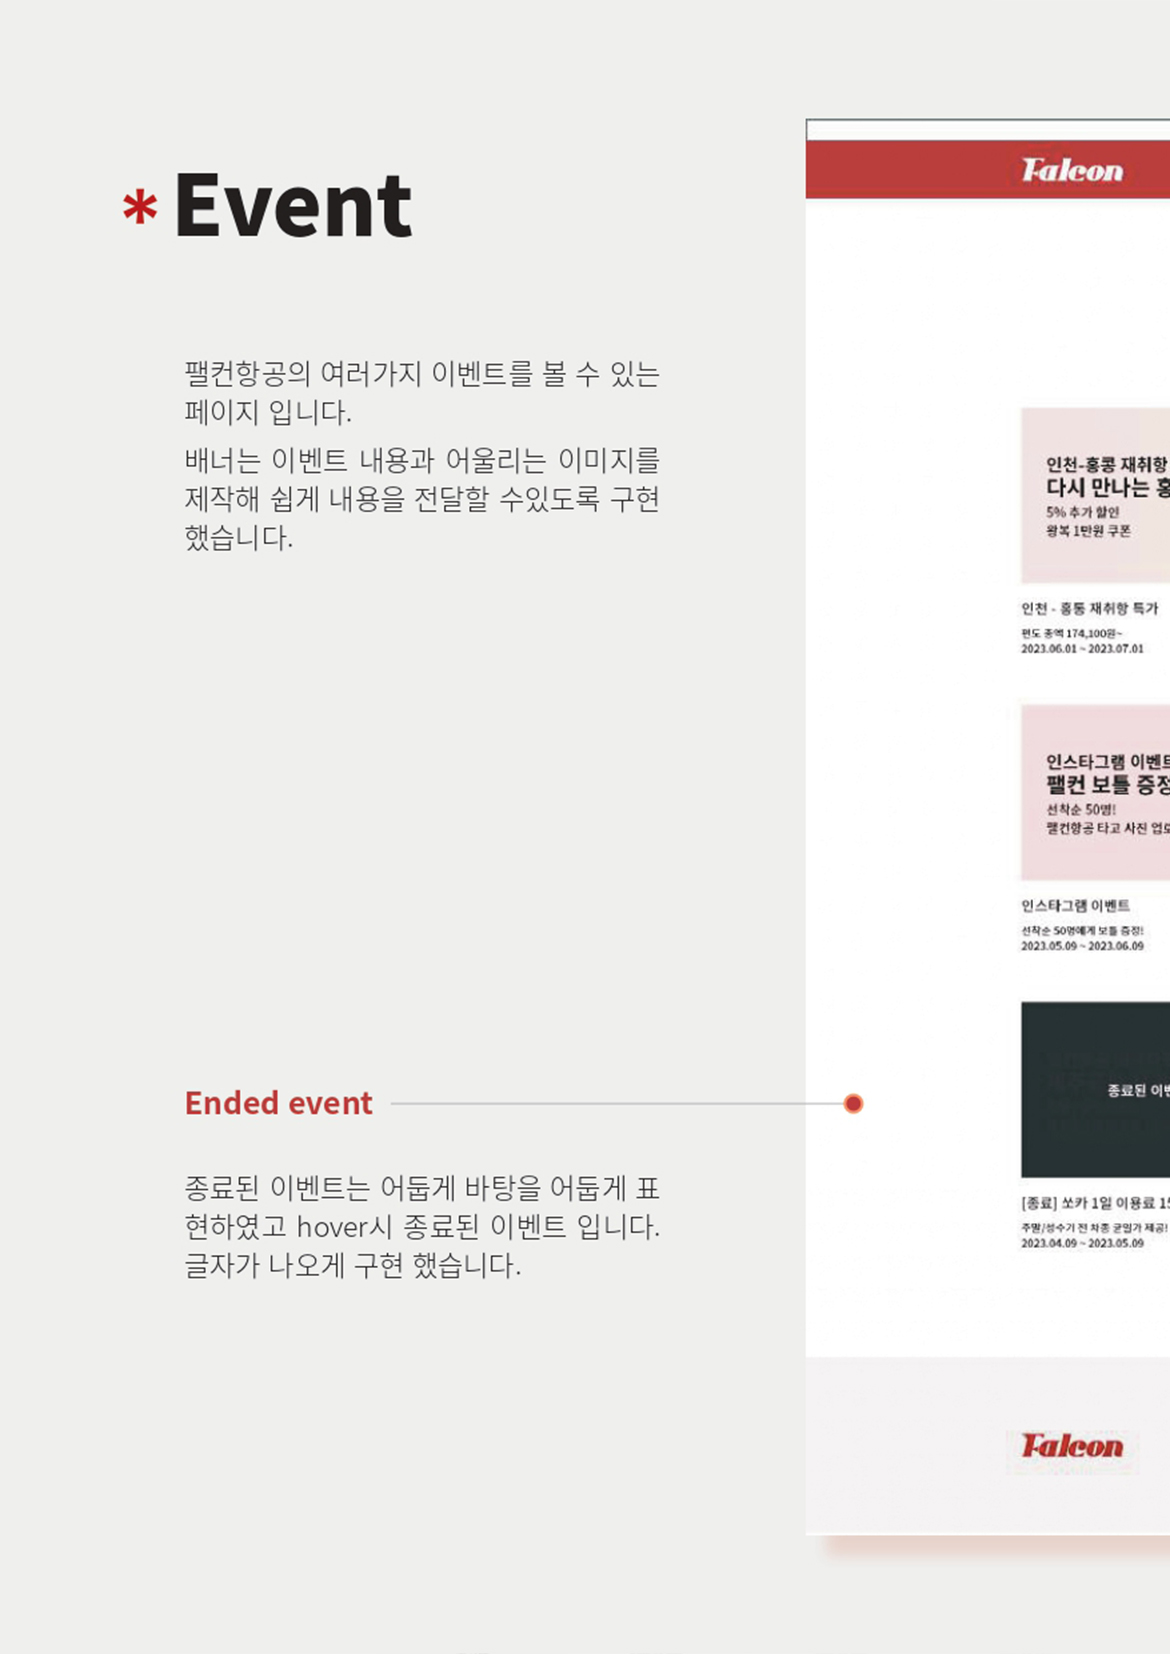 * Event
팰컨항공의 여러가지 이벤트를 볼 수 있는
페이지 입니다.
배너는 이벤트 내용과 어울리는 이미지를
제작해 쉽게 내용을 전달할 수있도록 구현
했습니다.
Ended event
종료된 이벤트는 어둡게 바탕을 어둡게 표
현하였고 hover시 종료된 이벤트 입니다.
글자가 나오게 구현 했습니다.
Falcon
인천-홍콩 재취항
다시 만나는 홍
5% 추가 할인
왕복 1만원 쿠폰
인천 - 홍통 재취항 특가
편도 총액 174,100원~
2023.06.01 ~ 2023.07.01
인스타그램 이벤트
팰컨 보틀 증정
선착순 50명!
팰컨항공 타고 사진 업로
인스타그램 이벤트
선착순 50명에게 보틀 증정!
2023.05.09 ~ 2023.06.09
종료된 이벤
[종료] 쏘카 1일 이용료 15
주말/성수기 전 차종 균일가 제공!
2023.04.09 ~ 2023.05.09
Falcon